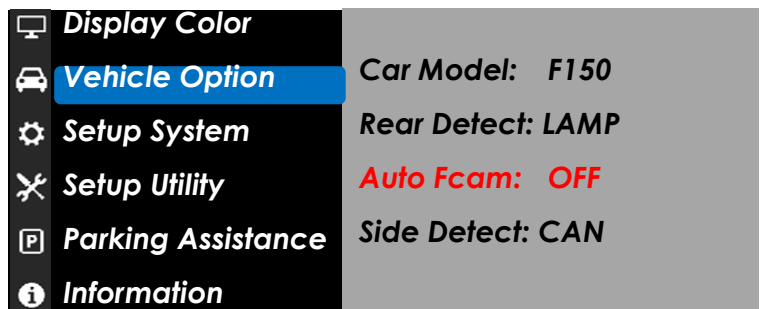 Display Color
Vehicle Option
Setup System
Setup Utility
Parking Assistance
Information
Car Model: F150
Rear Detect: LAMP
Auto Fcam: OFF
Side Detect: CAN